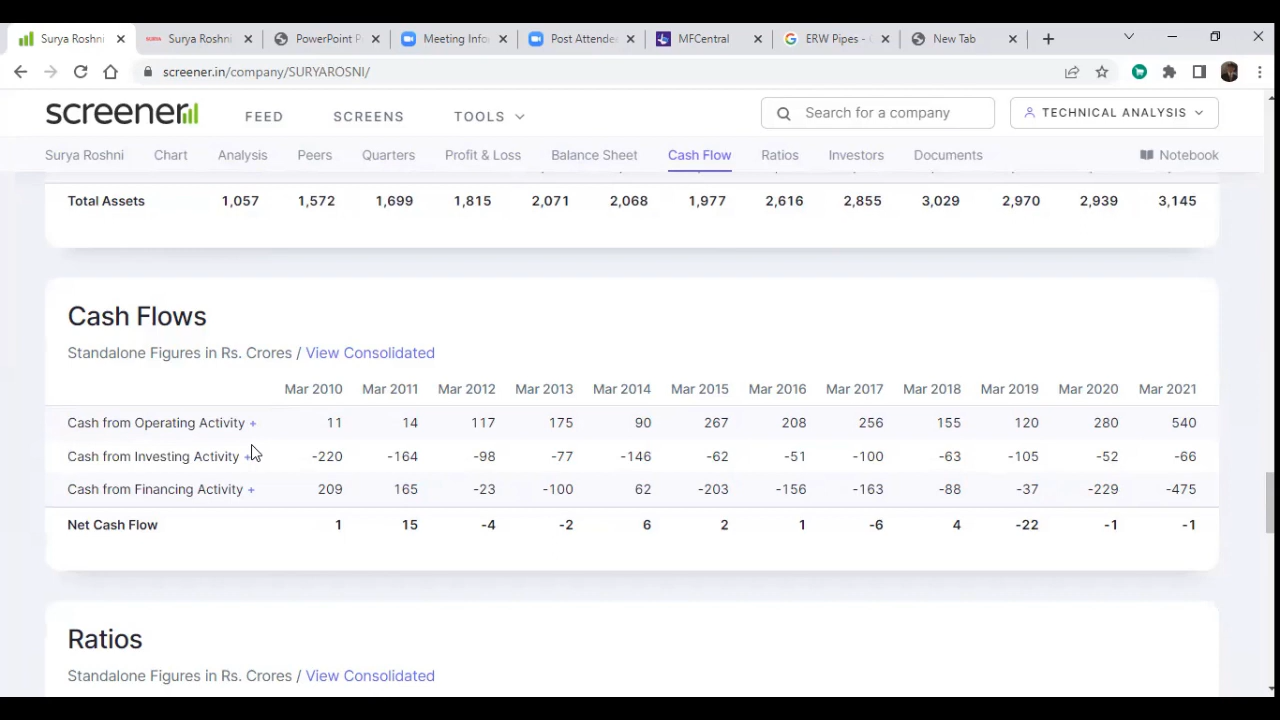 Surya Roshni Surya Roshni PowerPoint P Meeting Info Post Attende MFCentral ERW Pipes - New Tab
screener.in/company/SURYAROSNI/
screener FEED SCREENS TOOLS Search for a company TECHNICAL ANALYSIS
Surya Roshni Chart Analysis Peers Quarters Profit & Loss Balance Sheet Cash Flow Ratios Investors Documents Notebook
Total Assets 1,057 1,572 1,699 1,815 2,071 2,068 1,977 2,616 2,855 3,029 2,970 2,939 3,145
Cash Flows
Standalone Figures in Rs. Crores / View Consolidated
Mar 2010 Mar 2011 Mar 2012 Mar 2013 Mar 2014 Mar 2015 Mar 2016 Mar 2017 Mar 2018 Mar 2019 Mar 2020 Mar 2021
Cash from Operating Activity + 11 14 117 175 90 267 208 256 155 120 280 540
Cash from Investing Activity + -220 -164 -98 -77 -146 -62 -51 -100 -63 -105 -52 -66
Cash from Financing Activity + 209 165 -23 -100 62 -203 -156 -163 -88 -37 -229 -475
Net Cash Flow 1 15 -4 -2 6 2 1 -6 4 -22 -1 -1
Ratios
Standalone Figures in Rs. Crores / View Consolidated